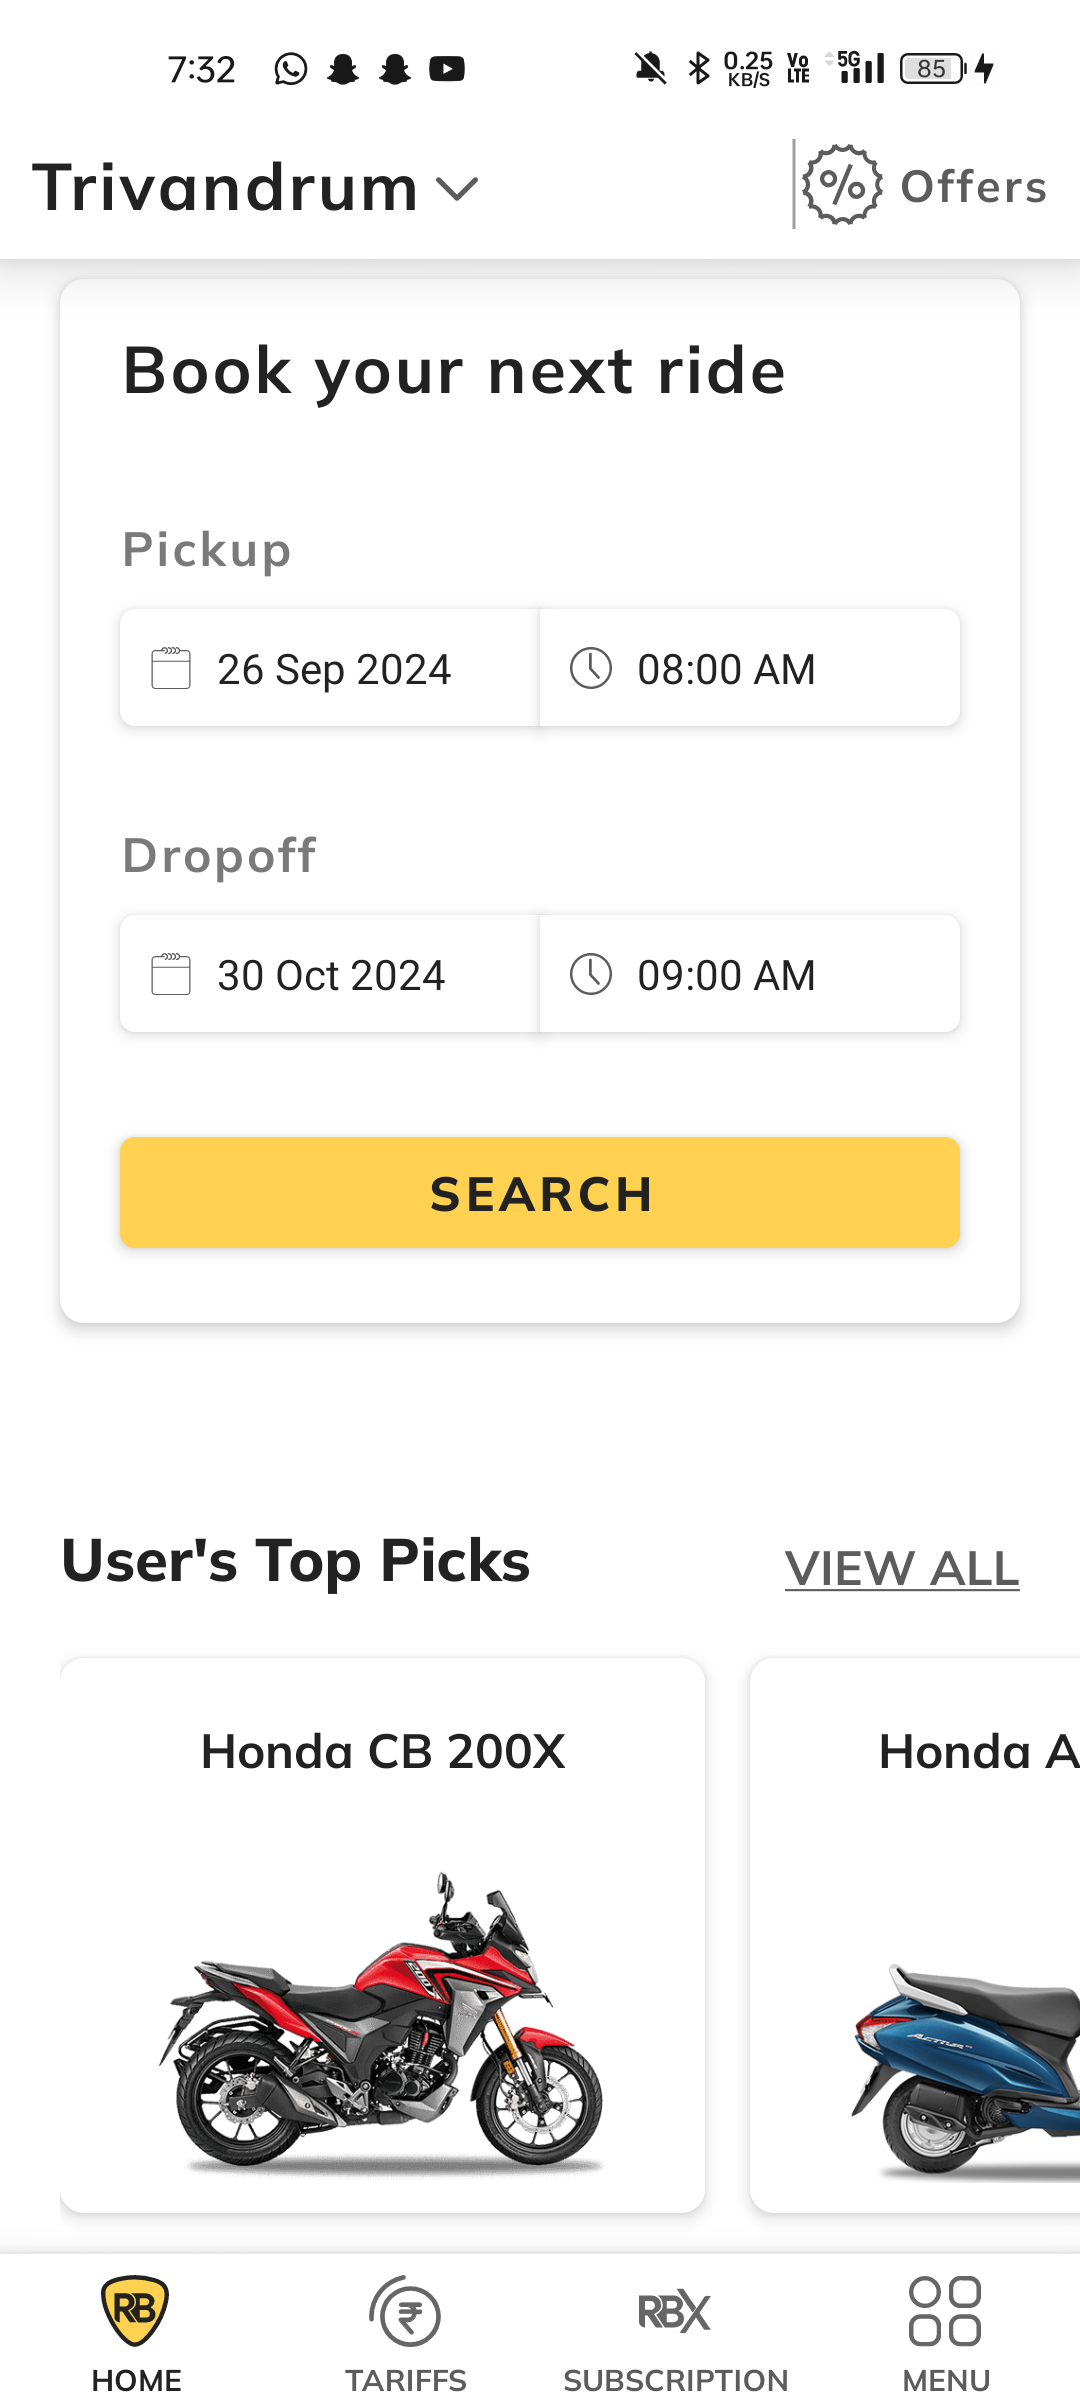 7:32
0.25 KB/S
Vo LTE
5G
85
Trivandrum
Offers
Book your next ride
Pickup
26 Sep 2024
08:00 AM
Dropoff
30 Oct 2024
09:00 AM
SEARCH
User's Top Picks
VIEW ALL
Honda CB 200X
Honda A
200
ACTIVA
RB
RBX
HOME
TARIFFS
SUBSCRIPTION
MENU